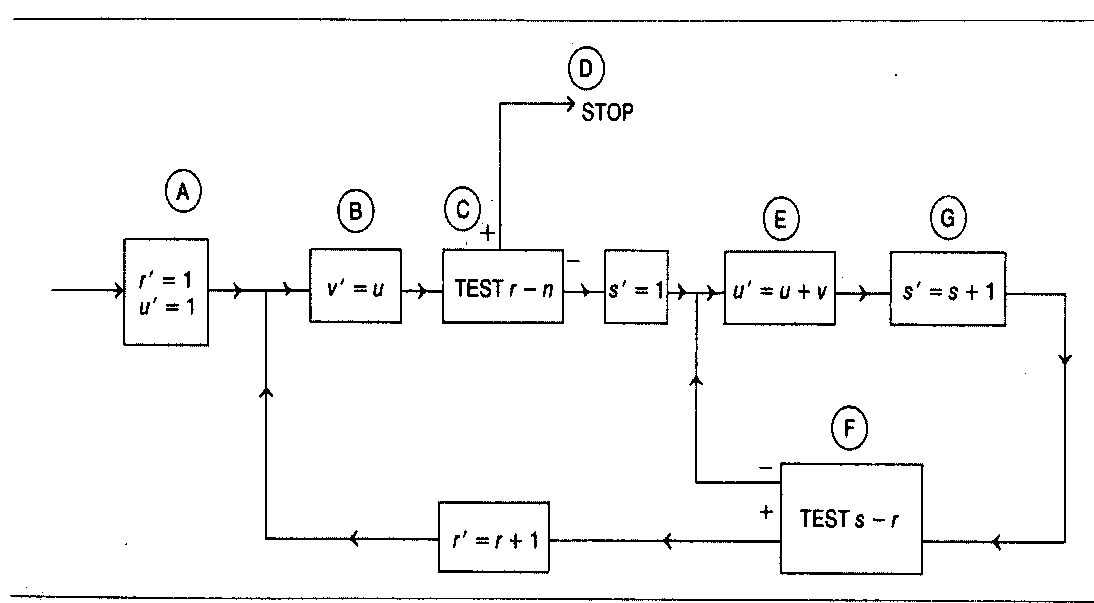 D
STOP
A
B
C
E
G
+
−
r′ = 1
u′ = 1
v′ = u
TEST r − n
s′ = 1
u′ = u + v
s′ = s + 1
F
−
+
TEST s − r
r′ = r + 1